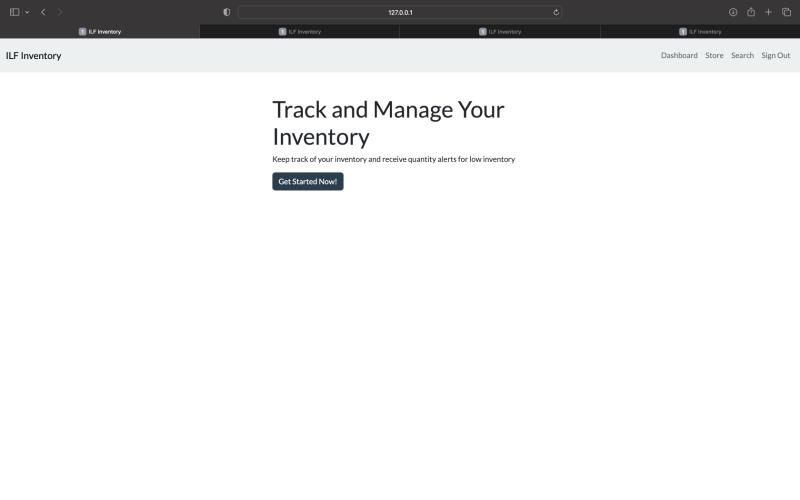 127.0.0.1
ILF Inventory
ILF Inventory
ILF Inventory
ILF Inventory
ILF Inventory
Dashboard Store Search Sign Out
Track and Manage Your
Inventory
Keep track of your inventory and receive quantity alerts for low inventory
Get Started Now!